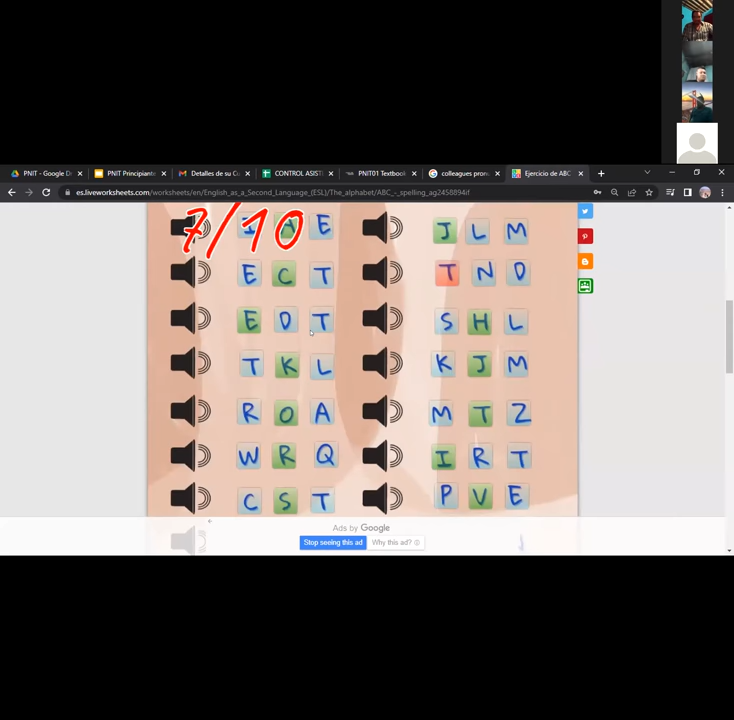 PNIT - Google Dr
PNIT Principiante
Detalles de su Cu
CONTROL ASIST
PNIT01 Textbook
colleagues pronu
Ejercicio de ABC
es.liveworksheets.com/worksheets/en/English_as_a_Second_Language_(ESL)/The_alphabet/ABC_-_spelling_ag2458894if
7/10
I A E J L M
E C T T N D
E D T S H L
T K L K J M
R O A M T Z
W R Q I R T
C S T P V E
Ads by Google
Stop seeing this ad Why this ad?